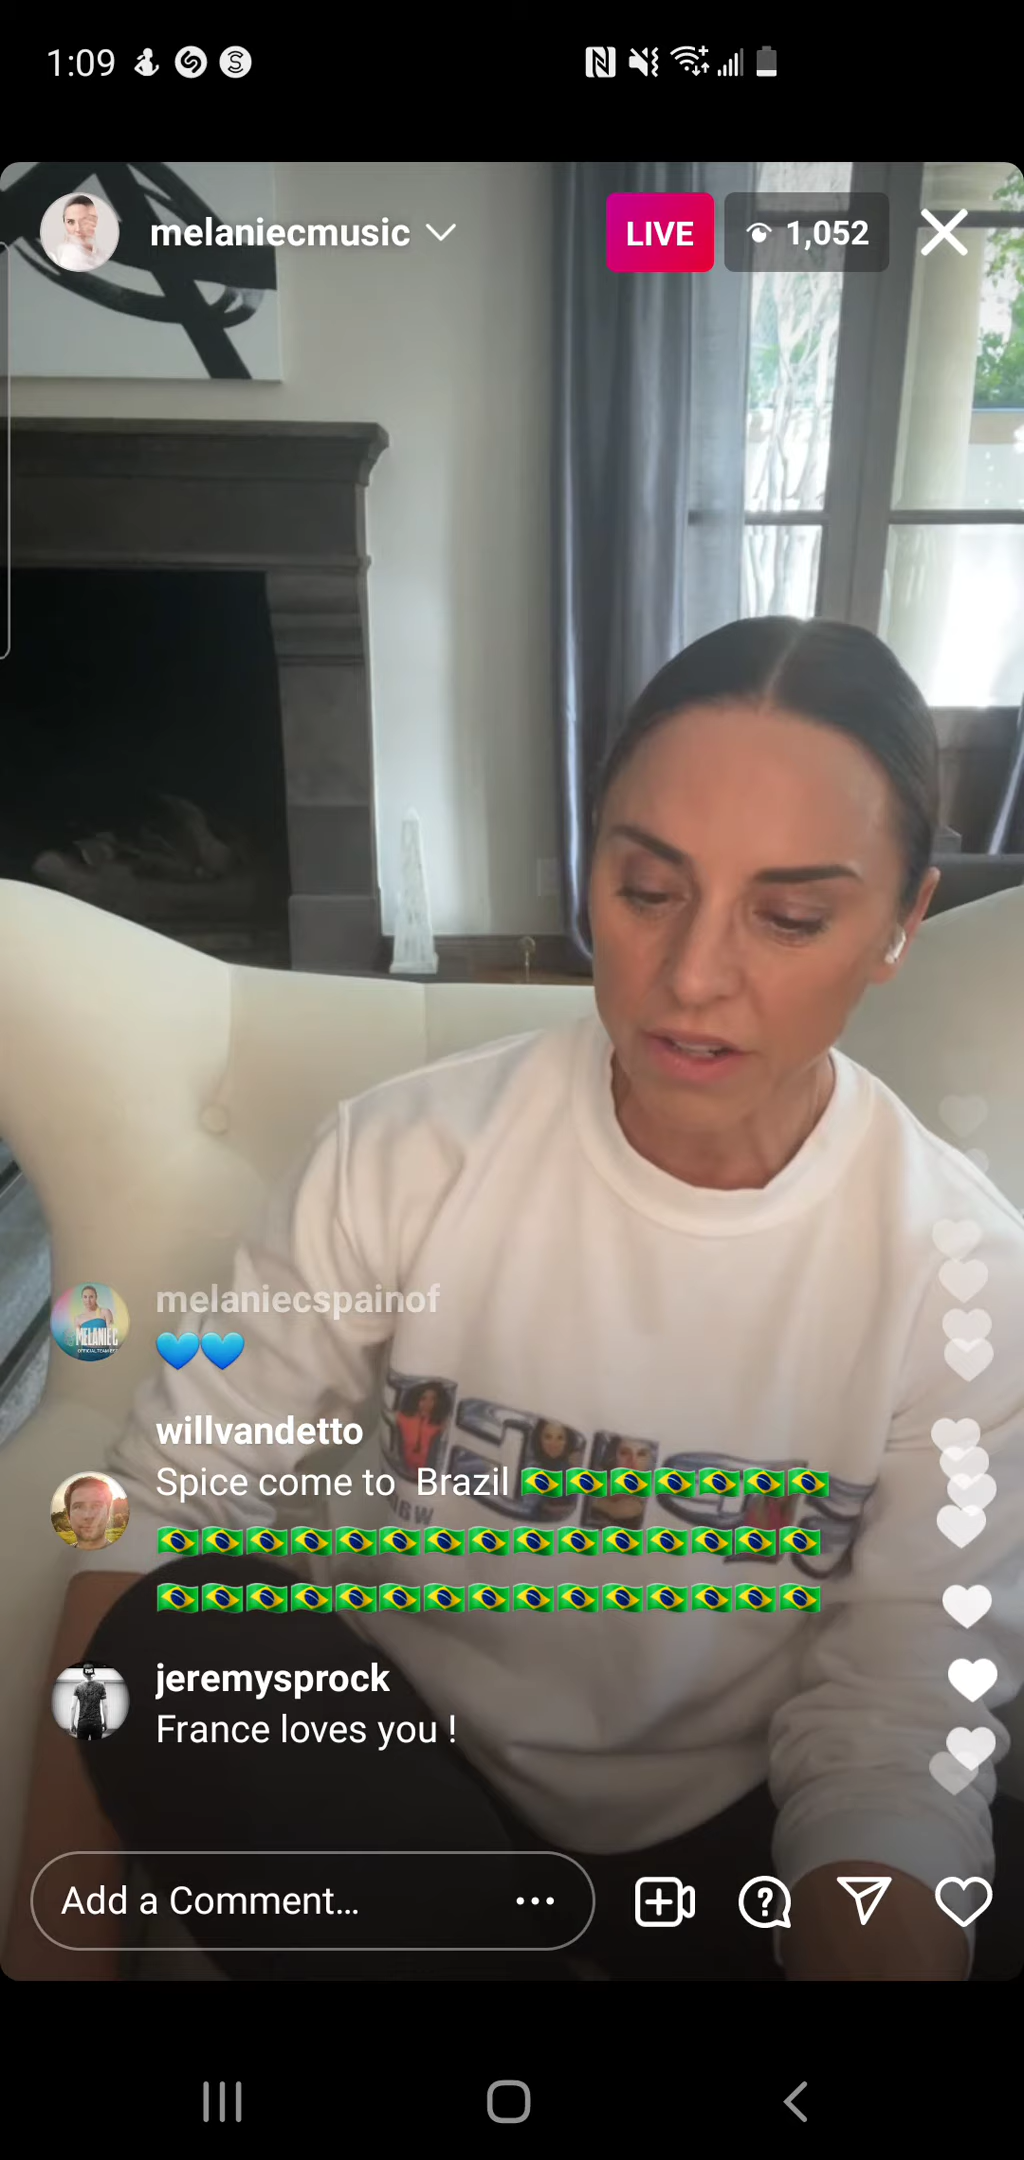 1:09
melaniecmusic
LIVE
1,052
melaniecspainof
💙💙
willvandetto
Spice come to Brazil 🇧🇷🇧🇷🇧🇷🇧🇷🇧🇷🇧🇷🇧🇷
🇧🇷🇧🇷🇧🇷🇧🇷🇧🇷🇧🇷🇧🇷🇧🇷🇧🇷🇧🇷🇧🇷🇧🇷🇧🇷🇧🇷🇧🇷
🇧🇷🇧🇷🇧🇷🇧🇷🇧🇷🇧🇷🇧🇷🇧🇷🇧🇷🇧🇷🇧🇷🇧🇷🇧🇷🇧🇷🇧🇷
jeremysprock
France loves you !
Add a Comment...